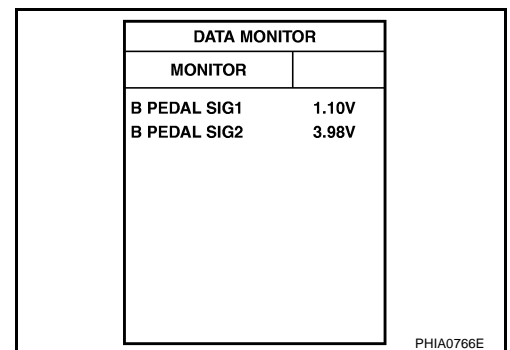 DATA MONITOR
MONITOR
B PEDAL SIG1 1.10V
B PEDAL SIG2 3.98V
PHIA0766E